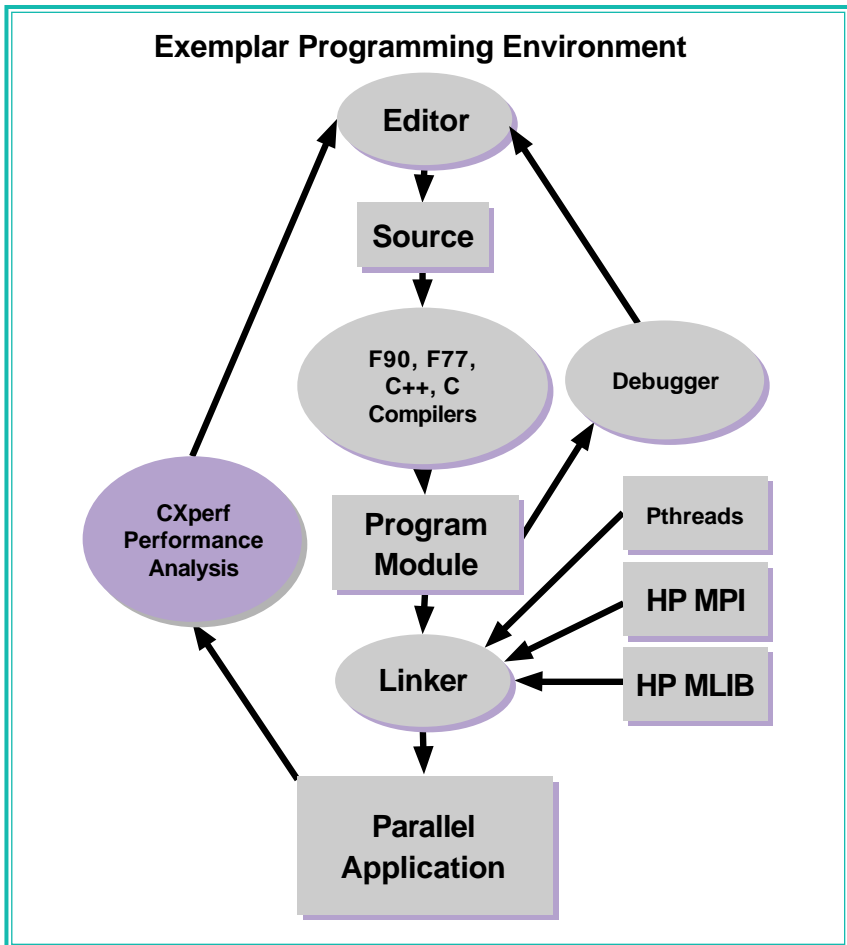 Exemplar Programming Environment
Editor
Source
F90, F77,
C++, C
Compilers
Debugger
CXperf
Performance
Analysis
Program
Module
Pthreads
HP MPI
Linker
HP MLIB
Parallel
Application